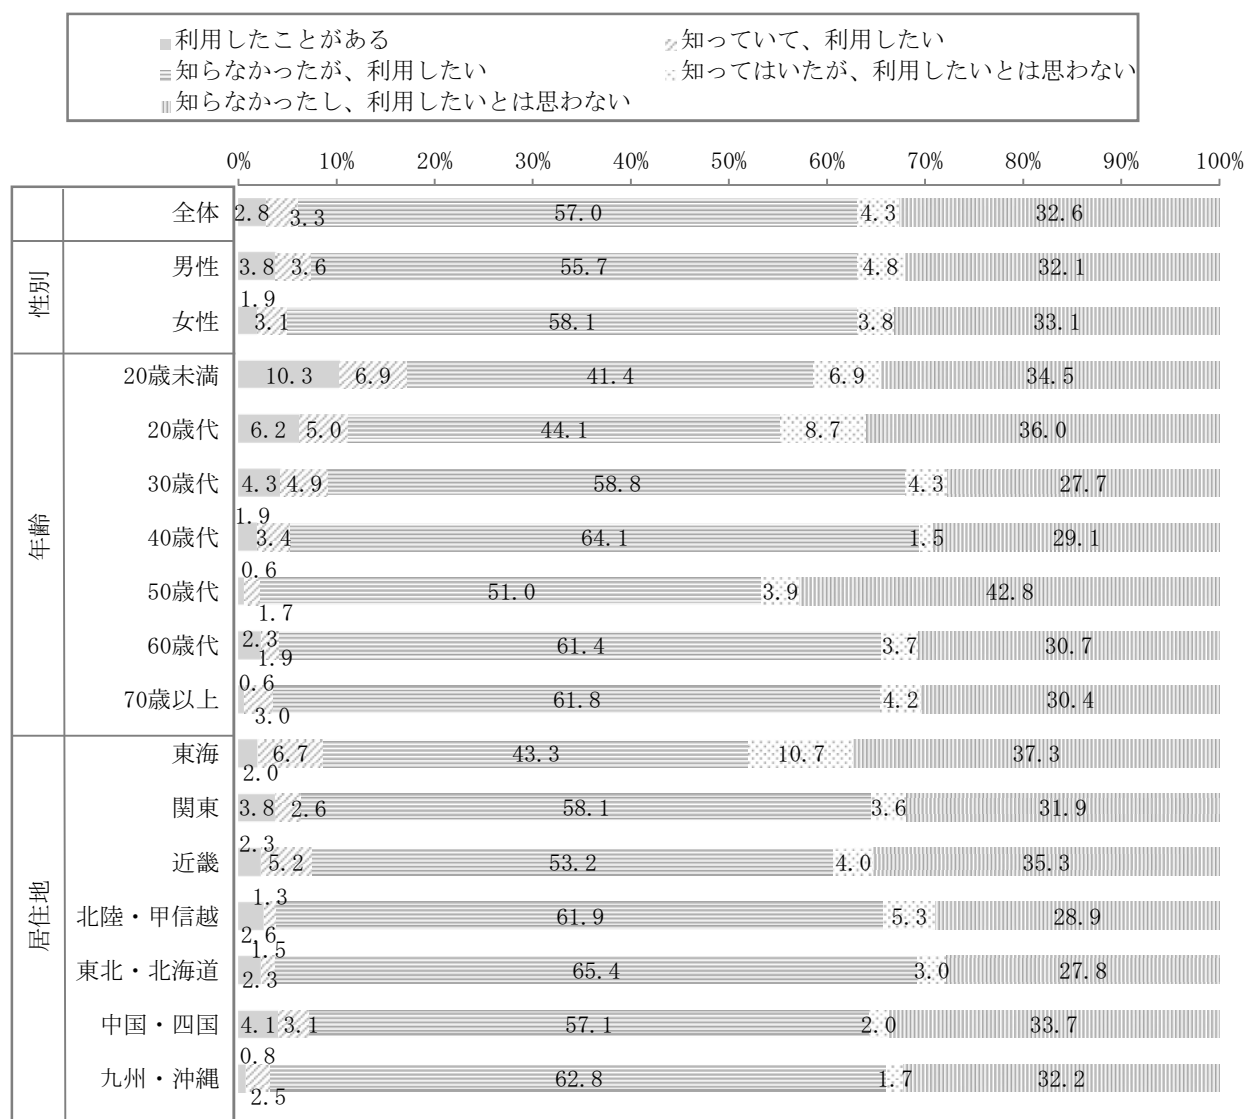 利用したことがある 知っていて、利用したい
知らなかったが、利用したい 知ってはいたが、利用したいとは思わない
知らなかったし、利用したいとは思わない
0% 10% 20% 30% 40% 50% 60% 70% 80% 90% 100%
全体 2.8 3.3 57.0 4.3 32.6
性別
男性 3.8 3.6 55.7 4.8 32.1
女性 1.9 3.1 58.1 3.8 33.1
年齢
20歳未満 10.3 6.9 41.4 6.9 34.5
20歳代 6.2 5.0 44.1 8.7 36.0
30歳代 4.3 4.9 58.8 4.3 27.7
40歳代 1.9 3.4 64.1 1.5 29.1
50歳代 0.6 1.7 51.0 3.9 42.8
60歳代 2.3 1.9 61.4 3.7 30.7
70歳以上 0.6 3.0 61.8 4.2 30.4
居住地
東海 2.0 6.7 43.3 10.7 37.3
関東 3.8 2.6 58.1 3.6 31.9
近畿 2.3 5.2 53.2 4.0 35.3
北陸・甲信越 2.6 1.3 61.9 5.3 28.9
東北・北海道 2.3 1.5 65.4 3.0 27.8
中国・四国 4.1 3.1 57.1 2.0 33.7
九州・沖縄 0.8 2.5 62.8 1.7 32.2